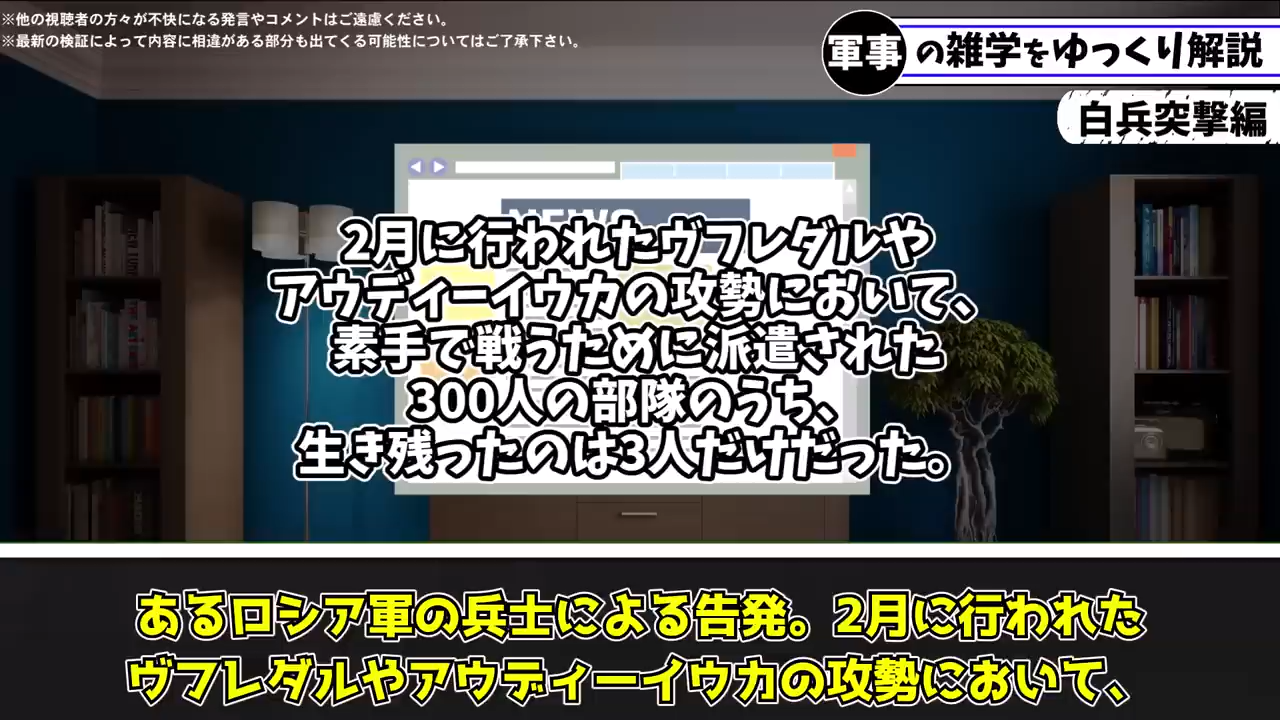 ※他の視聴者の方々が不快になる発言やコメントはご遠慮ください。
※最新の検証によって内容に相違がある部分も出てくる可能性についてはご了承下さい。
軍事の雑学をゆっくり解説
白兵突撃編
NEWS
2月に行われたヴフレダルや
アウディーイウカの攻勢において、
素手で戦うために派遣された
300人の部隊のうち、
生き残ったのは3人だけだった。
あるロシア軍の兵士による告発。2月に行われた
ヴフレダルやアウディーイウカの攻勢において、